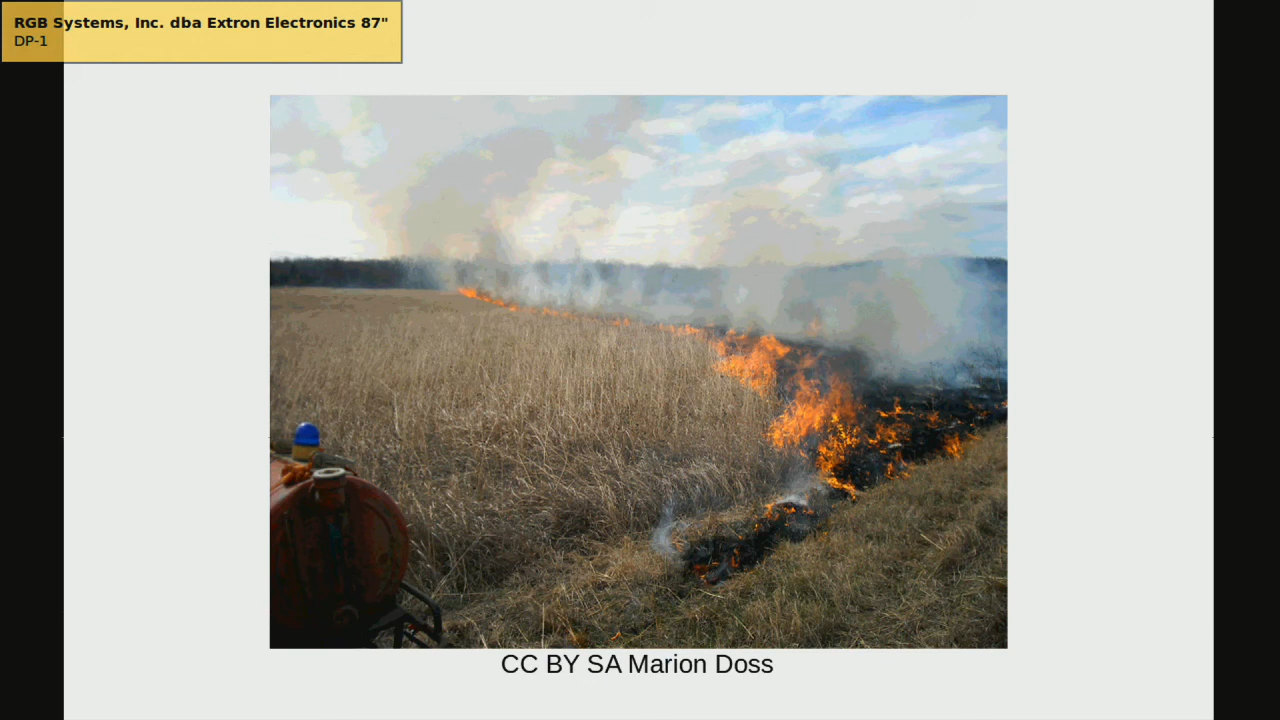 RGB Systems, Inc. dba Extron Electronics 87"
DP-1
CC BY SA Marion Doss